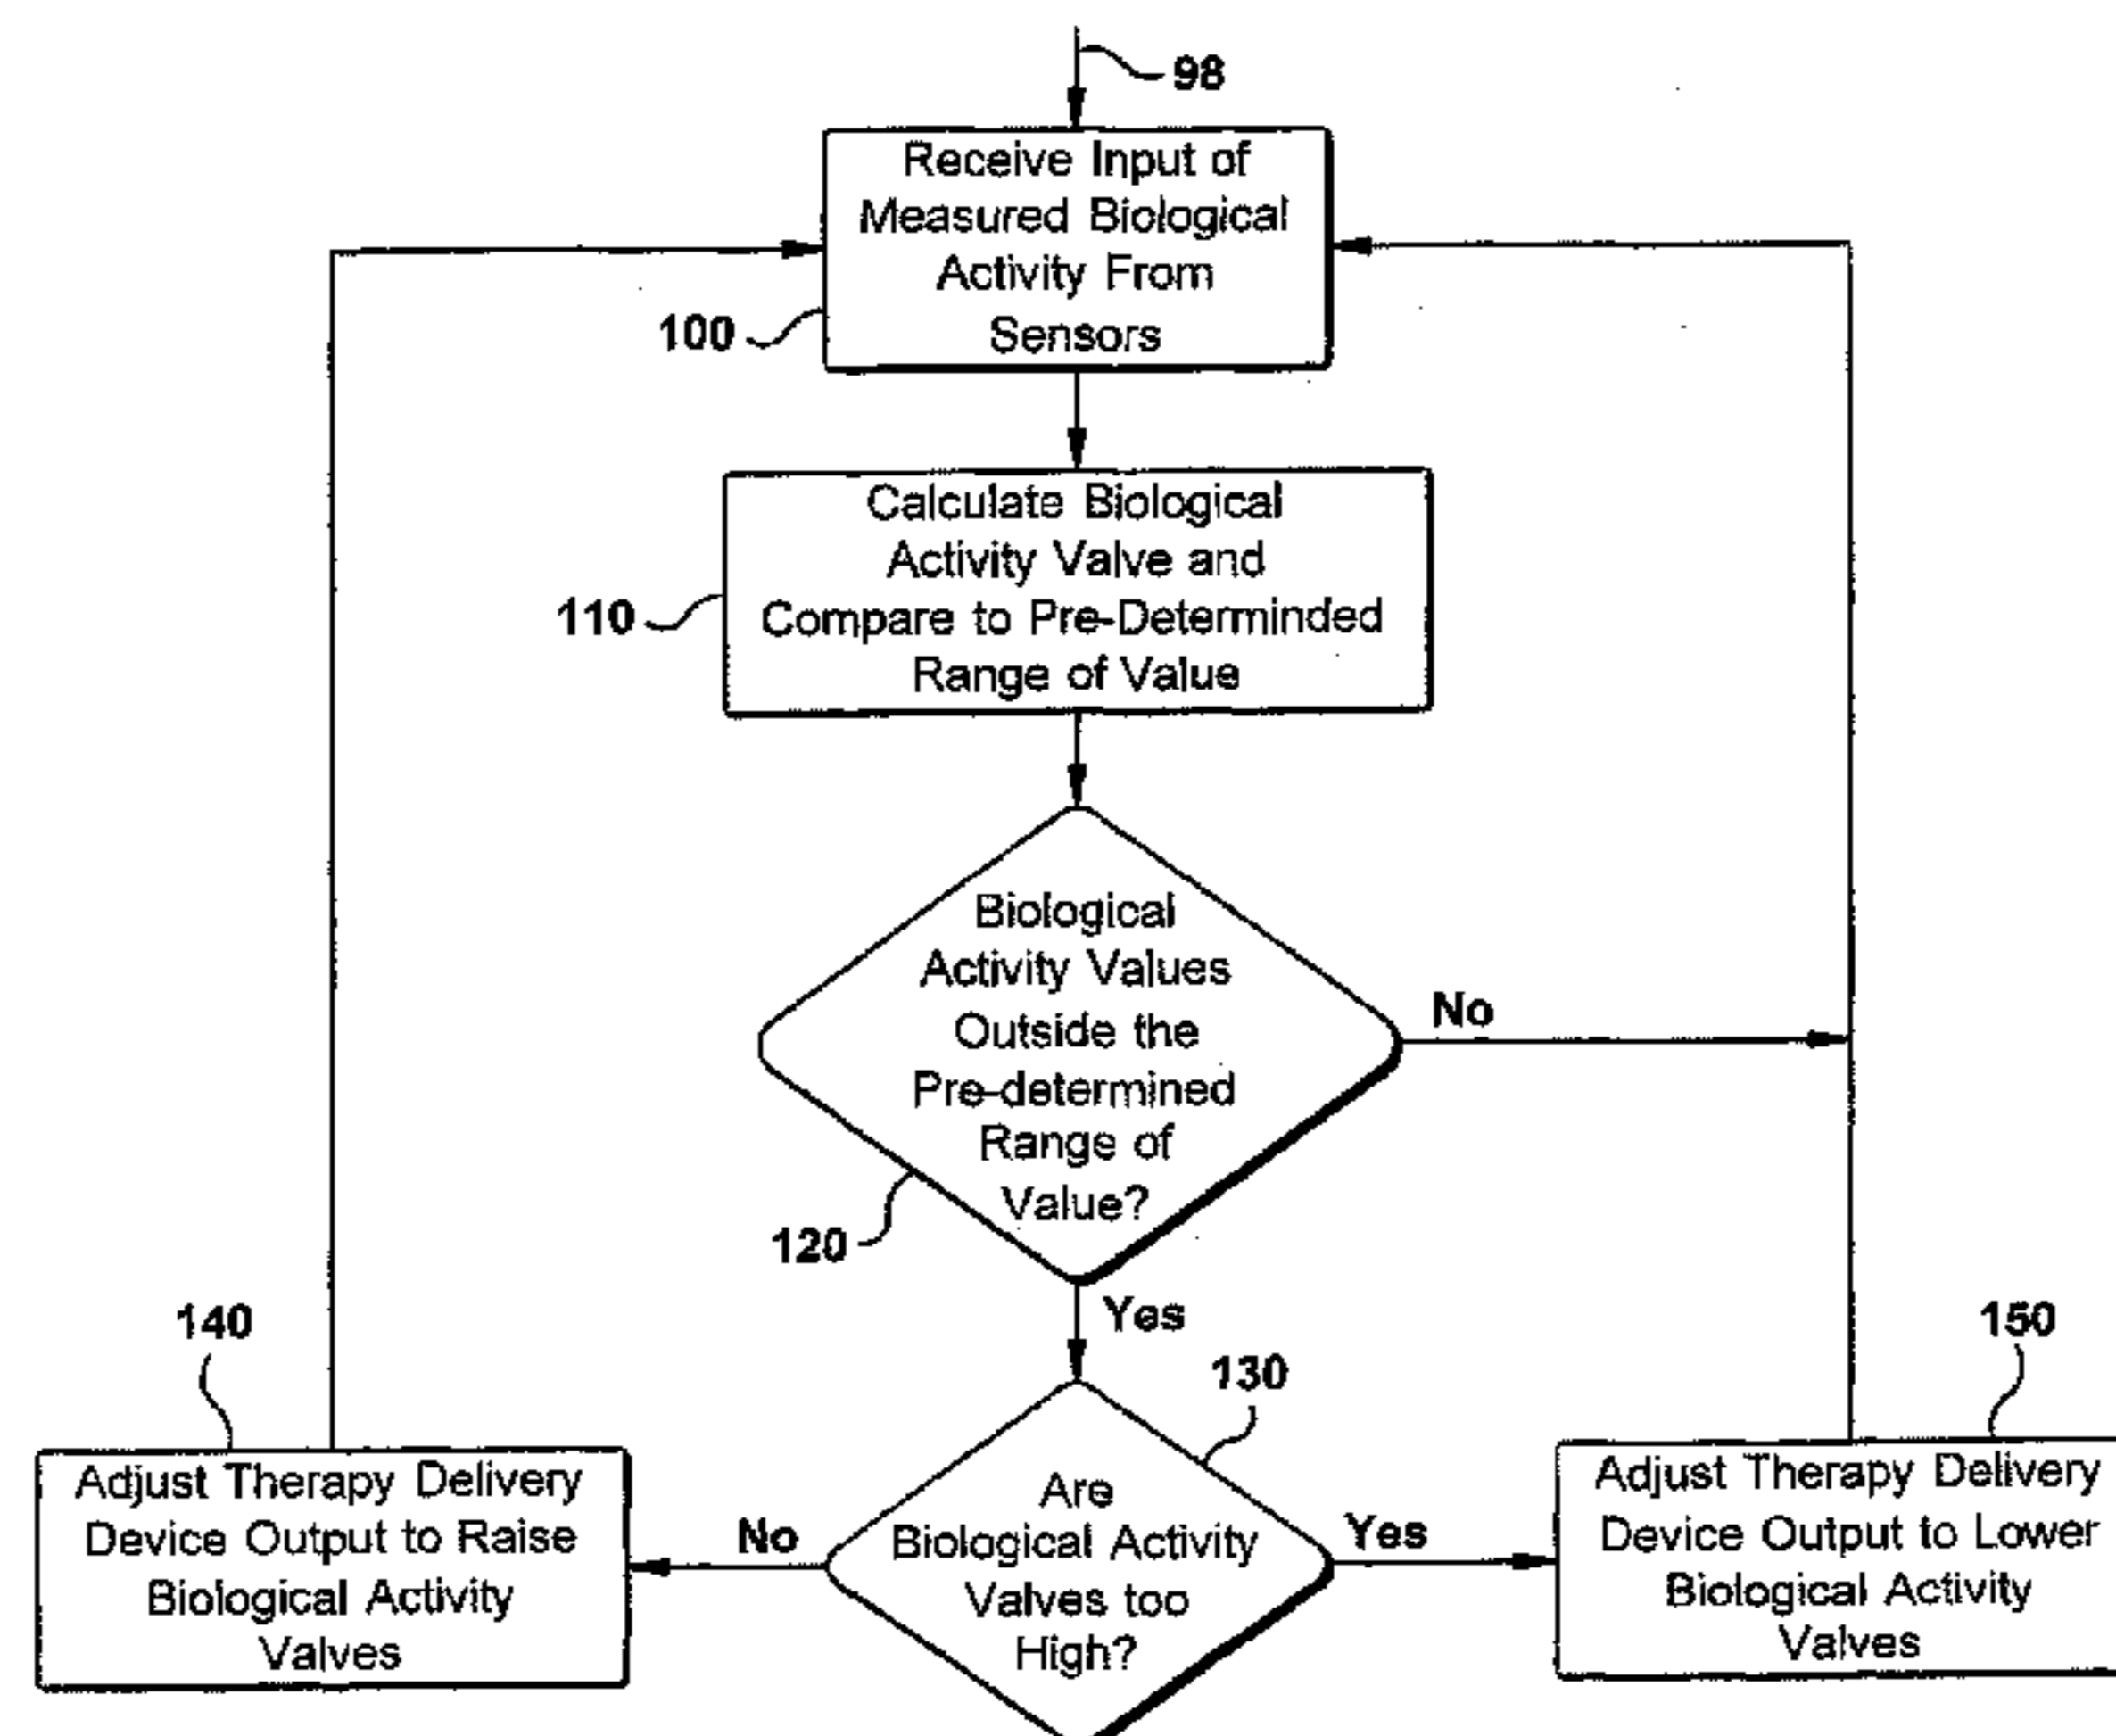 98
Receive Input of
Measured Biological
Activity From
Sensors
100
Calculate Biological
Activity Valve and
Compare to Pre-Determinded
Range of Value
110
Biological
Activity Values
Outside the
Pre-determined
Range of
Value?
No
120
Yes
140
130
150
Adjust Therapy Delivery
Device Output to Raise
Biological Activity
Valves
No
Are
Biological Activity
Valves too
High?
Yes
Adjust Therapy Delivery
Device Output to Lower
Biological Activity
Valves